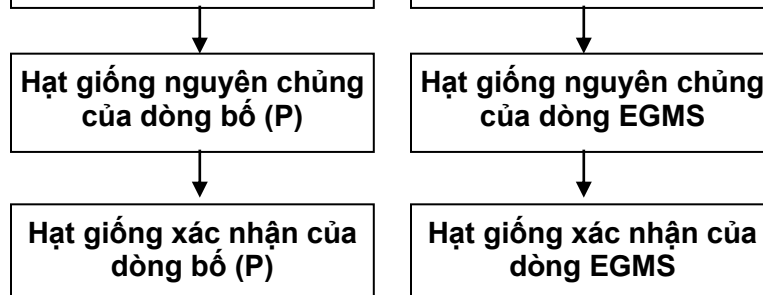 Hạt giống nguyên chủng
của dòng bố (P)
Hạt giống nguyên chủng
của dòng EGMS
Hạt giống xác nhận của
dòng bố (P)
Hạt giống xác nhận của
dòng EGMS